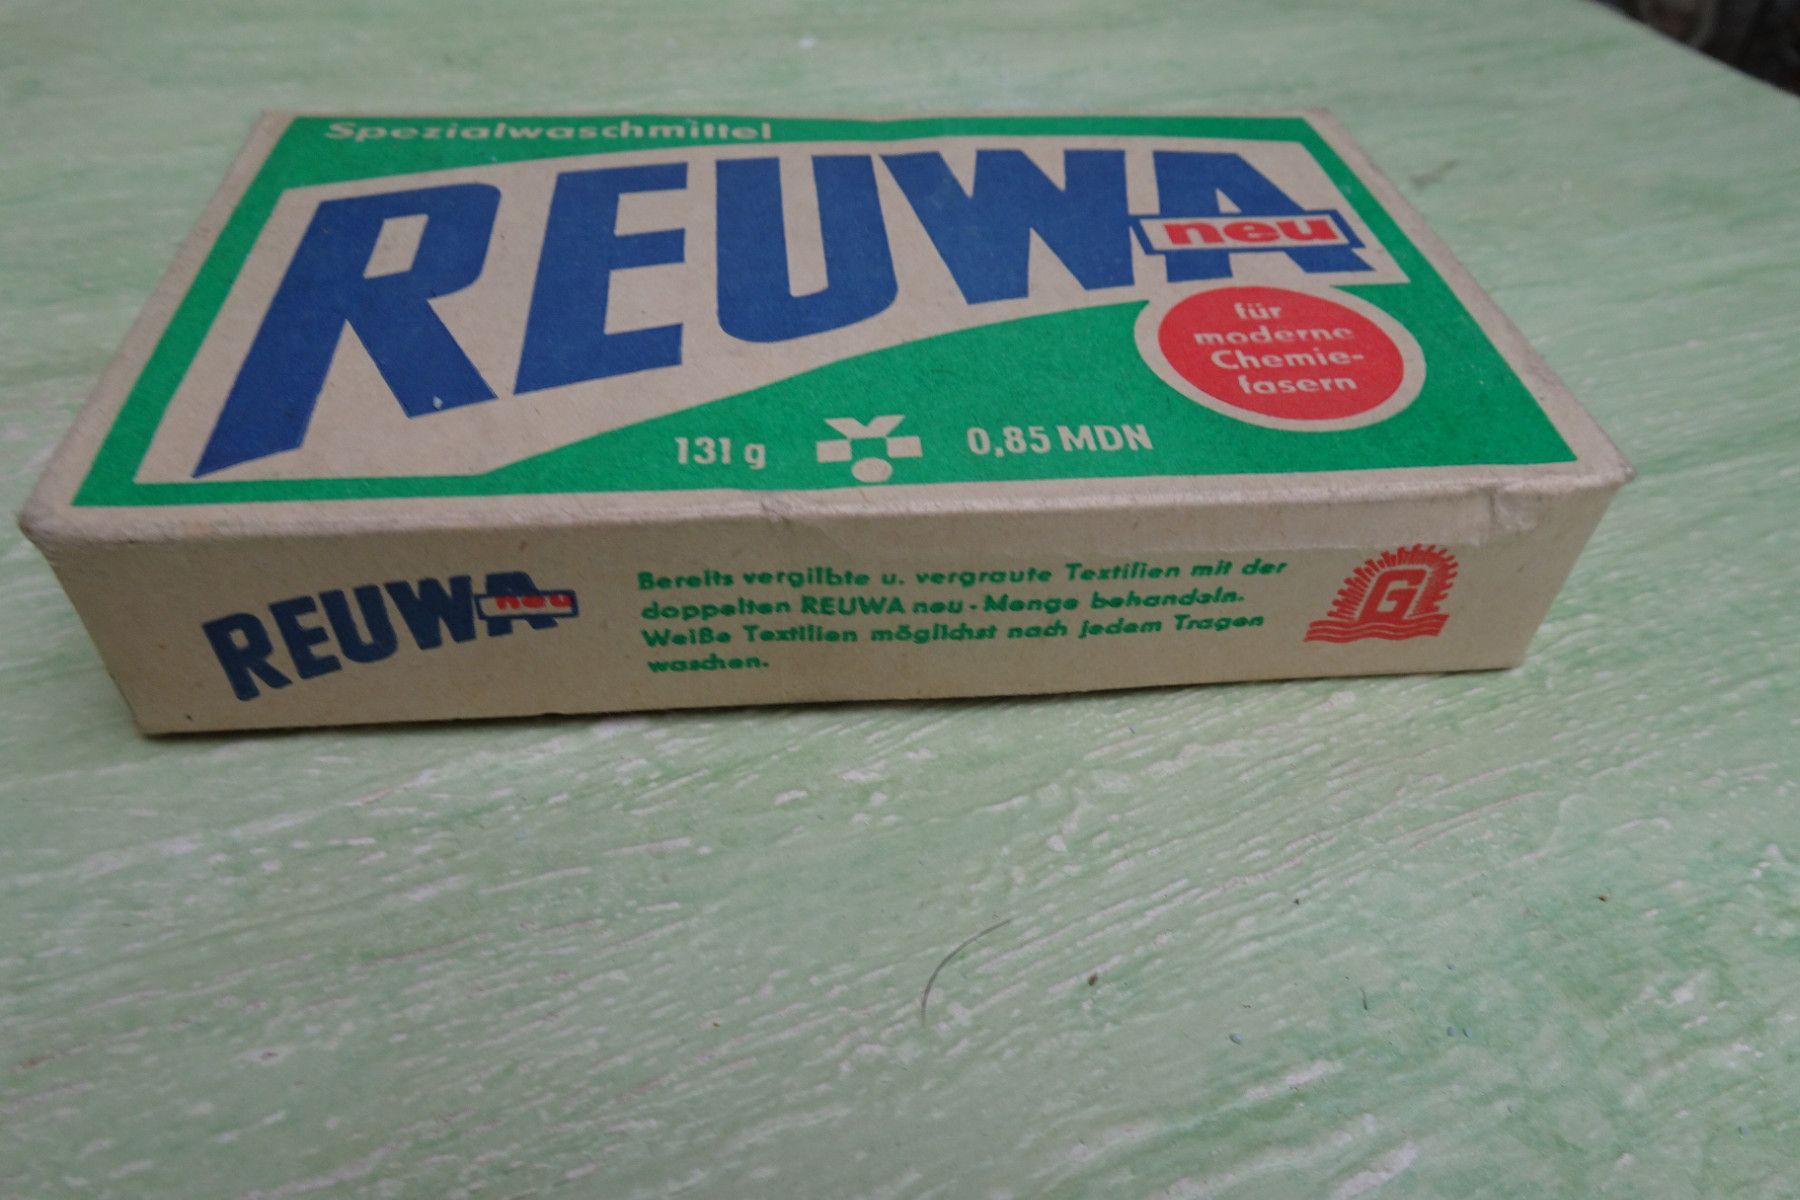 Spezialwaschmittel
REUWA
neu
für
moderne
Chemie-
fasern
131 g 0,85 MDN
REUWA neu
Bereits vergilbte u. vergraute Textilien mit der
doppelten REUWA neu-Menge behandeln.
Weiße Textilien möglichst nach jedem Tragen
waschen.
G